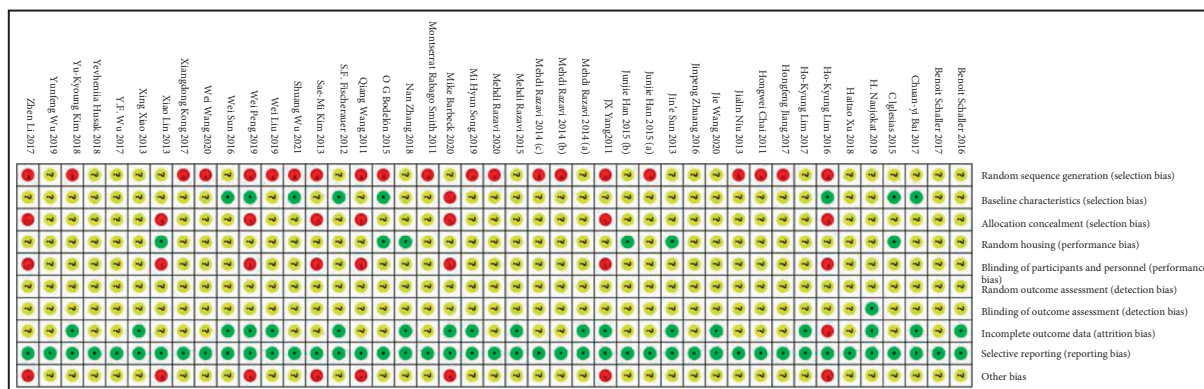 Zhen Li 2017
Yunfeng Wu 2019
Yu-Kyoung Kim 2018
Yevheniia Husak 2018
Y.F. Wu 2017
Xing Xiao 2013
Xiao Lin 2013
Xiangdong Kong 2017
Wei Wang 2020
Wei Sun 2016
Wei Peng 2019
Wei Liu 2019
Shuang Wu 2021
Sae-Mi Kim 2013
S.F. Fischerauer 2012
Qiang Wang 2011
O G Bodelon 2015
Nan Zhang 2018
Montserrat Rabago Smith 2011
Mike Barbeck 2020
Mi Hyun Song 2019
Mehdi Razavi 2020
Mehdi Razavi 2015
Mehdi Razavi 2014 (c)
Mehdi Razavi 2014 (b)
Mehdi Razavi 2014 (a)
JX Yang2011
Junjie Han 2015 (b)
Junjie Han 2015 (a)
Jin'e Sun 2013
Jinpeng Zhuang 2016
Jie Wang 2020
Jialin Niu 2013
Hongwei Chai 2011
Hongfeng Jiang 2017
Ho-Kyung Lim 2017
Ho-Kyung Lim 2016
Haitao Xu 2018
H. Naujokat 2019
C.Iglesias 2015
Chuan-yi Bai 2017
Benoit Schaller 2017
Benoit Schaller 2016
Random sequence generation (selection bias)
Baseline characteristics (selection bias)
Allocation concealment (selection bias)
Random housing (performance bias)
Blinding of participants and personnel (performance
bias)
Random outcome assessment (detection bias)
Blinding of outcome assessment (detection bias)
Incomplete outcome data (attrition bias)
Selective reporting (reporting bias)
Other bias